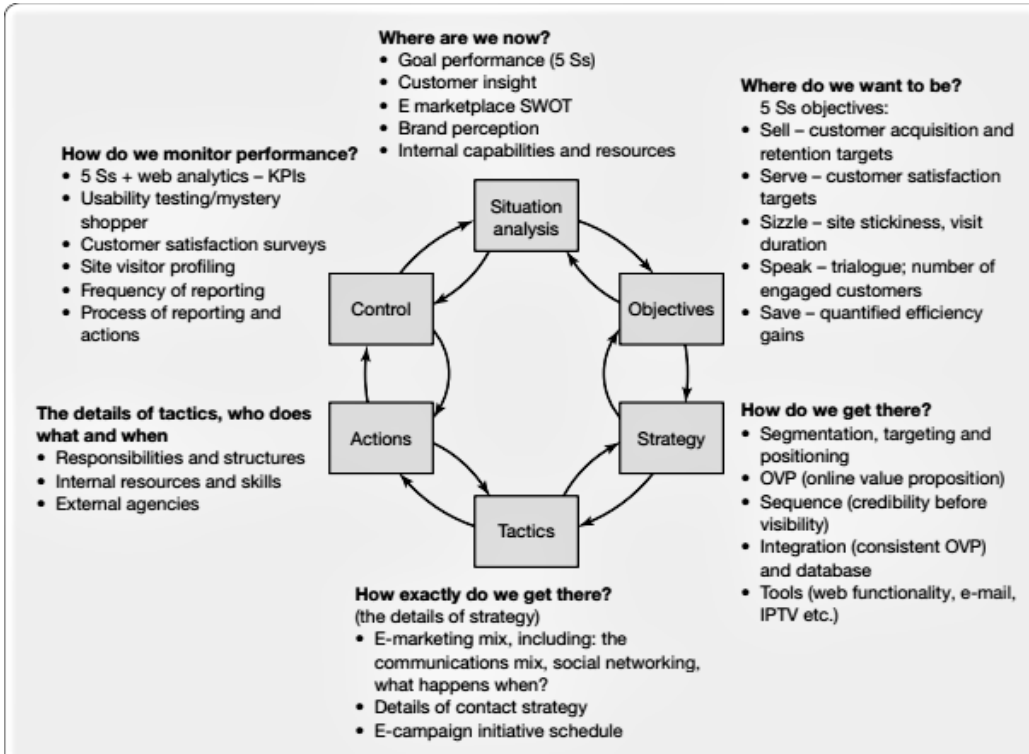 Where are we now?
• Goal performance (5 Ss)
• Customer insight
• E marketplace SWOT
• Brand perception
• Internal capabilities and resources
Where do we want to be?
5 Ss objectives:
• Sell – customer acquisition and
retention targets
• Serve – customer satisfaction
targets
• Sizzle – site stickiness, visit
duration
• Speak – trialogue; number of
engaged customers
• Save – quantified efficiency
gains
How do we monitor performance?
• 5 Ss + web analytics – KPIs
• Usability testing/mystery
shopper
• Customer satisfaction surveys
• Site visitor profiling
• Frequency of reporting
• Process of reporting and
actions
Situation
analysis
Control
Objectives
Actions
Strategy
Tactics
The details of tactics, who does
what and when
• Responsibilities and structures
• Internal resources and skills
• External agencies
How do we get there?
• Segmentation, targeting and
positioning
• OVP (online value proposition)
• Sequence (credibility before
visibility)
• Integration (consistent OVP)
and database
• Tools (web functionality, e-mail,
IPTV etc.)
How exactly do we get there?
(the details of strategy)
• E-marketing mix, including: the
communications mix, social networking,
what happens when?
• Details of contact strategy
• E-campaign initiative schedule